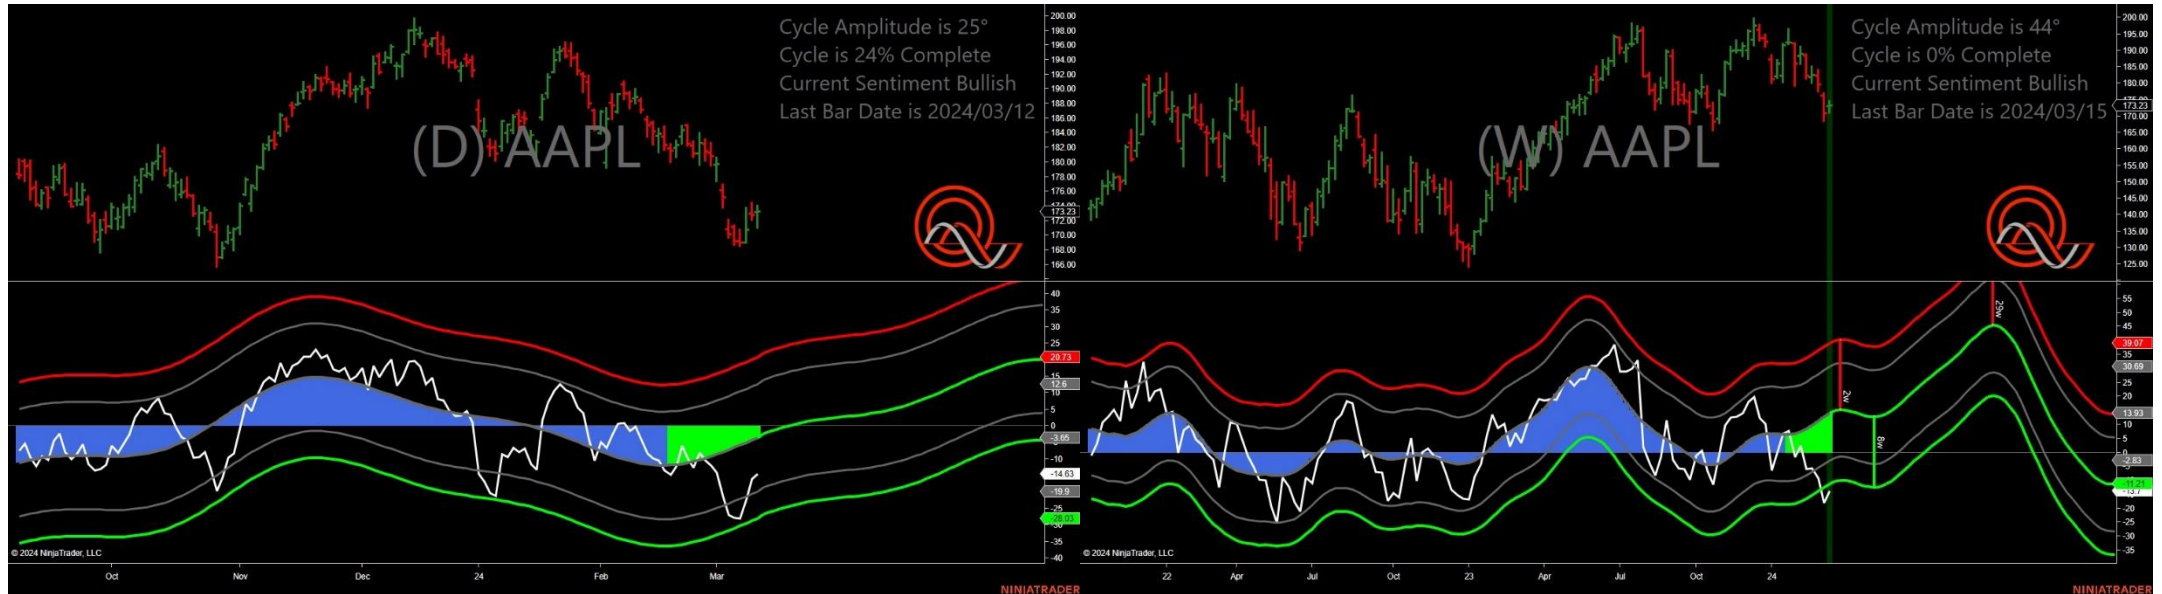 Cycle Amplitude is 25°
Cycle is 24% Complete
Current Sentiment Bullish
Last Bar Date is 2024/03/12
(D) AAPL
200.00
198.00
196.00
194.00
192.00
190.00
188.00
186.00
184.00
182.00
180.00
178.00
176.00
174.00
173.23
172.00
170.00
168.00
166.00
40
35
30
25
20.73
15
12.6
10
5
0
-3.65
-10
-14.63
-19.9
-25
-28.03
-30
-35
-40
© 2024 NinjaTrader, LLC
Oct
Nov
Dec
24
Feb
Mar
NINJATRADER
Cycle Amplitude is 44°
Cycle is 0% Complete
Current Sentiment Bullish
Last Bar Date is 2024/03/15
(W) AAPL
200.00
195.00
190.00
185.00
180.00
173.23
170.00
165.00
160.00
155.00
150.00
145.00
140.00
135.00
130.00
125.00
29w
2w
8w
55
50
45
39.07
35
30.69
25
20
13.93
10
5
0
-2.83
-11.21
-13.7
-20
-25
-30
-35
© 2024 NinjaTrader, LLC
22
Apr
Jul
Oct
23
Apr
Jul
Oct
24
NINJATRADER